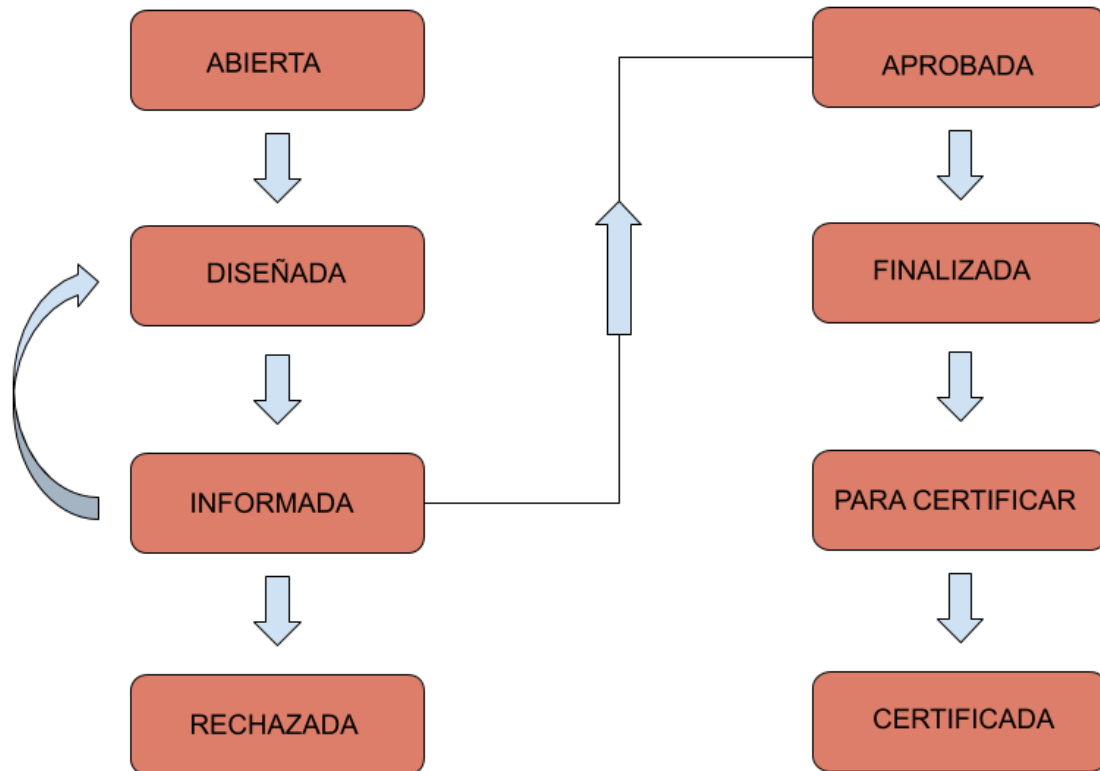 ABIERTA
DISEÑADA
INFORMADA
RECHAZADA
APROBADA
FINALIZADA
PARA CERTIFICAR
CERTIFICADA